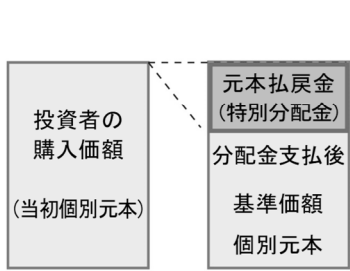 投資者の
購入価額
(当初個別元本)
元本払戻金
(特別分配金)
分配金支払後
基準価額
個別元本